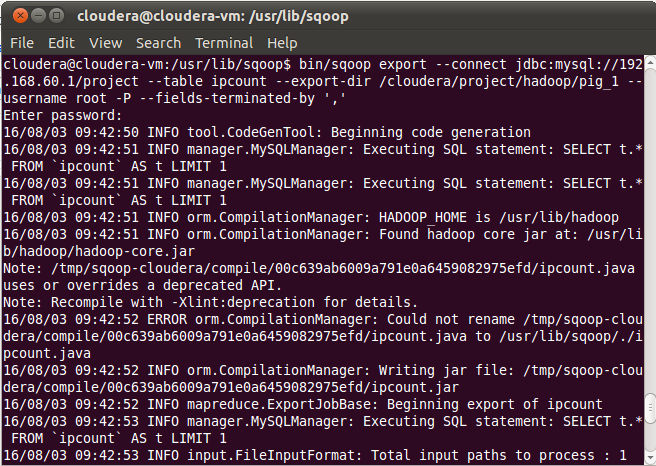 cloudera@cloudera-vm: /usr/lib/sqoop
File Edit View Search Terminal Help
cloudera@cloudera-vm:/usr/lib/sqoop$ bin/sqoop export --connect jdbc:mysql://192
.168.60.1/project --table ipcount --export-dir /cloudera/project/hadoop/pig_1 --
username root -P --fields-terminated-by ','
Enter password:
16/08/03 09:42:50 INFO tool.CodeGenTool: Beginning code generation
16/08/03 09:42:51 INFO manager.MySQLManager: Executing SQL statement: SELECT t.*
 FROM `ipcount` AS t LIMIT 1
16/08/03 09:42:51 INFO manager.MySQLManager: Executing SQL statement: SELECT t.*
 FROM `ipcount` AS t LIMIT 1
16/08/03 09:42:51 INFO orm.CompilationManager: HADOOP_HOME is /usr/lib/hadoop
16/08/03 09:42:51 INFO orm.CompilationManager: Found hadoop core jar at: /usr/li
b/hadoop/hadoop-core.jar
Note: /tmp/sqoop-cloudera/compile/00c639ab6009a791e0a6459082975efd/ipcount.java
uses or overrides a deprecated API.
Note: Recompile with -Xlint:deprecation for details.
16/08/03 09:42:52 ERROR orm.CompilationManager: Could not rename /tmp/sqoop-clou
dera/compile/00c639ab6009a791e0a6459082975efd/ipcount.java to /usr/lib/sqoop/./i
pcount.java
16/08/03 09:42:52 INFO orm.CompilationManager: Writing jar file: /tmp/sqoop-clou
dera/compile/00c639ab6009a791e0a6459082975efd/ipcount.jar
16/08/03 09:42:52 INFO mapreduce.ExportJobBase: Beginning export of ipcount
16/08/03 09:42:53 INFO manager.MySQLManager: Executing SQL statement: SELECT t.*
 FROM `ipcount` AS t LIMIT 1
16/08/03 09:42:53 INFO input.FileInputFormat: Total input paths to process : 1